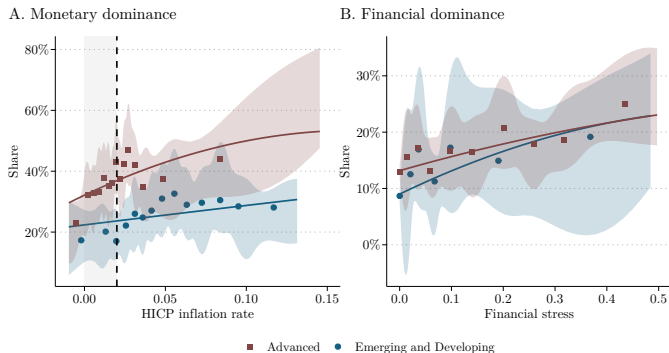 A. Monetary dominance
B. Financial dominance
Share
80%
60%
40%
20%
0.00
0.05
0.10
0.15
HICP inflation rate
Share
30%
20%
10%
0%
0.0
0.1
0.2
0.3
0.4
0.5
Financial stress
Advanced
Emerging and Developing